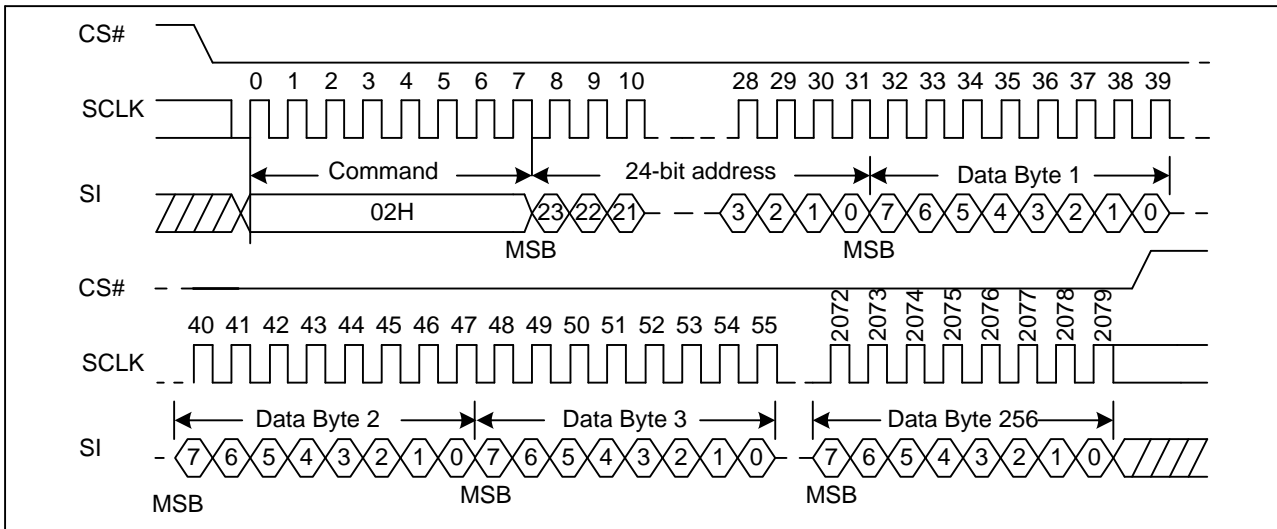 CS#
0 1 2 3 4 5 6 7 8 9 10 28 29 30 31 32 33 34 35 36 37 38 39
SCLK
Command 24-bit address Data Byte 1
SI
02H 23 22 21 3 2 1 0 7 6 5 4 3 2 1 0
MSB MSB
CS#
2072 2073 2074 2075 2076 2077 2078 2079
40 41 42 43 44 45 46 47 48 49 50 51 52 53 54 55
SCLK
Data Byte 2 Data Byte 3 Data Byte 256
SI
7 6 5 4 3 2 1 0 7 6 5 4 3 2 1 0 7 6 5 4 3 2 1 0
MSB MSB MSB